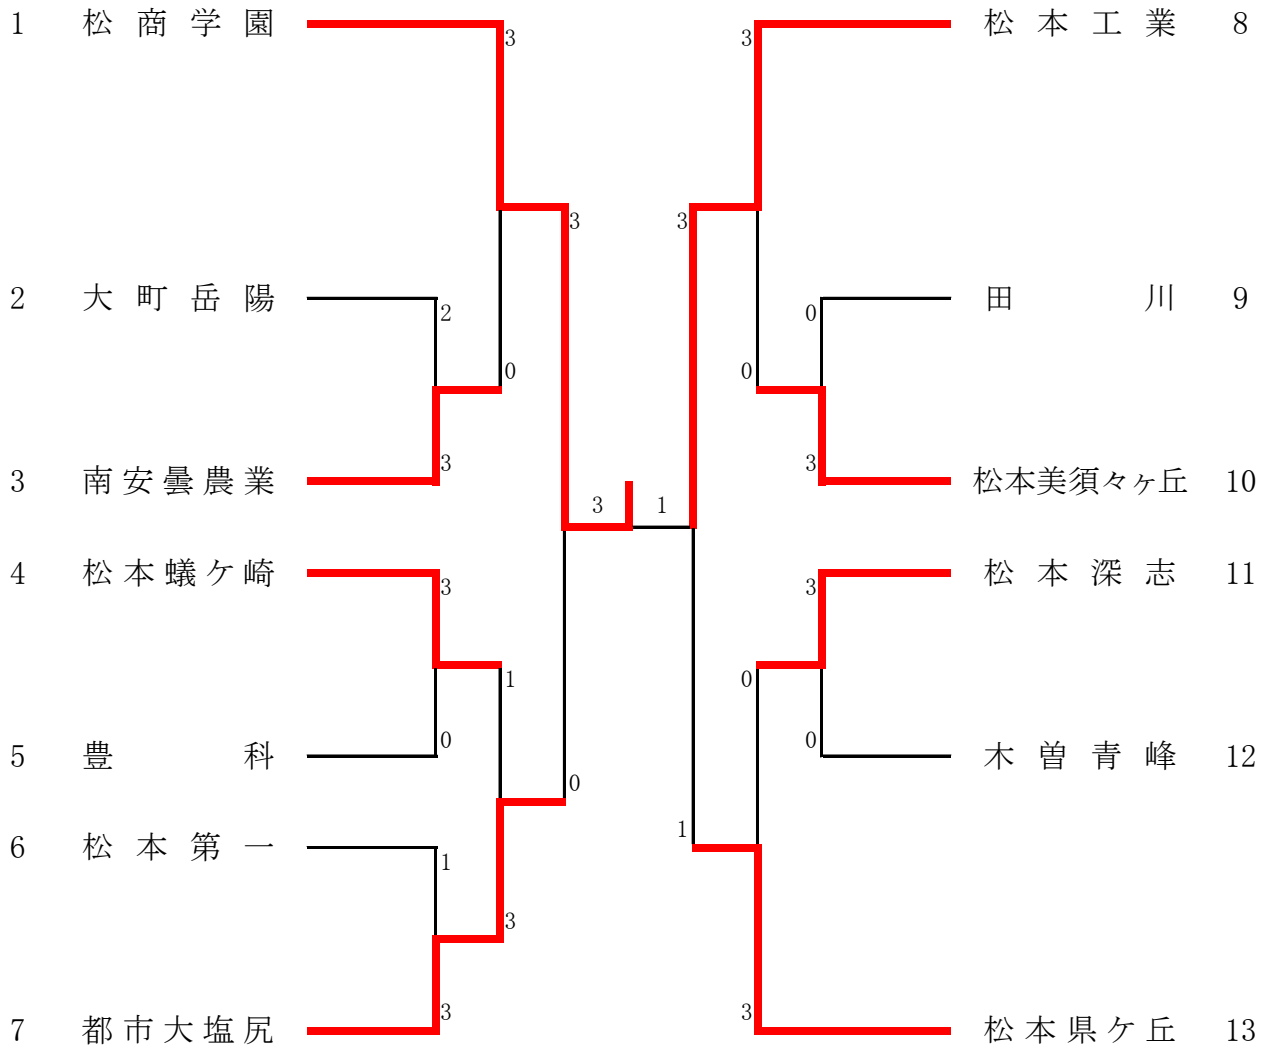 1 松商学園 3 3 松本工業 8
3 3
2 大町岳陽 2 0 田川 9
0 0
3 南安曇農業 3 3 松本美須々ヶ丘 10
3 1
4 松本蟻ケ崎 3 3 松本深志 11
1 0
5 豊科 0 0 木曽青峰 12
0
6 松本第一 1 1
3
7 都市大塩尻 3 3 松本県ケ丘 13